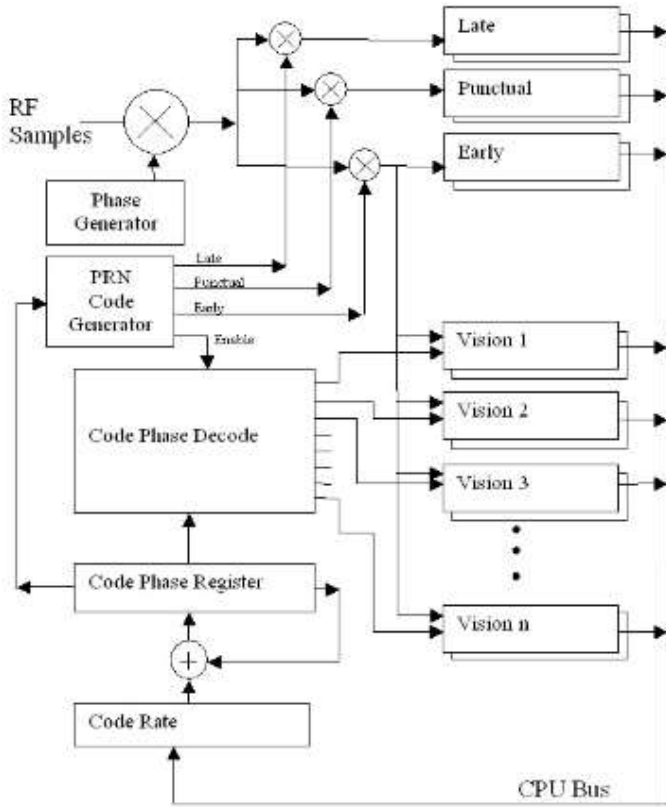 Late
Punctual
Early
RF
Samples
Phase
Generator
PRN
Code
Generator
Late
Punctual
Early
Enable
Code Phase Decode
Vision 1
Vision 2
Vision 3
Vision n
Code Phase Register
+
Code Rate
CPU Bus